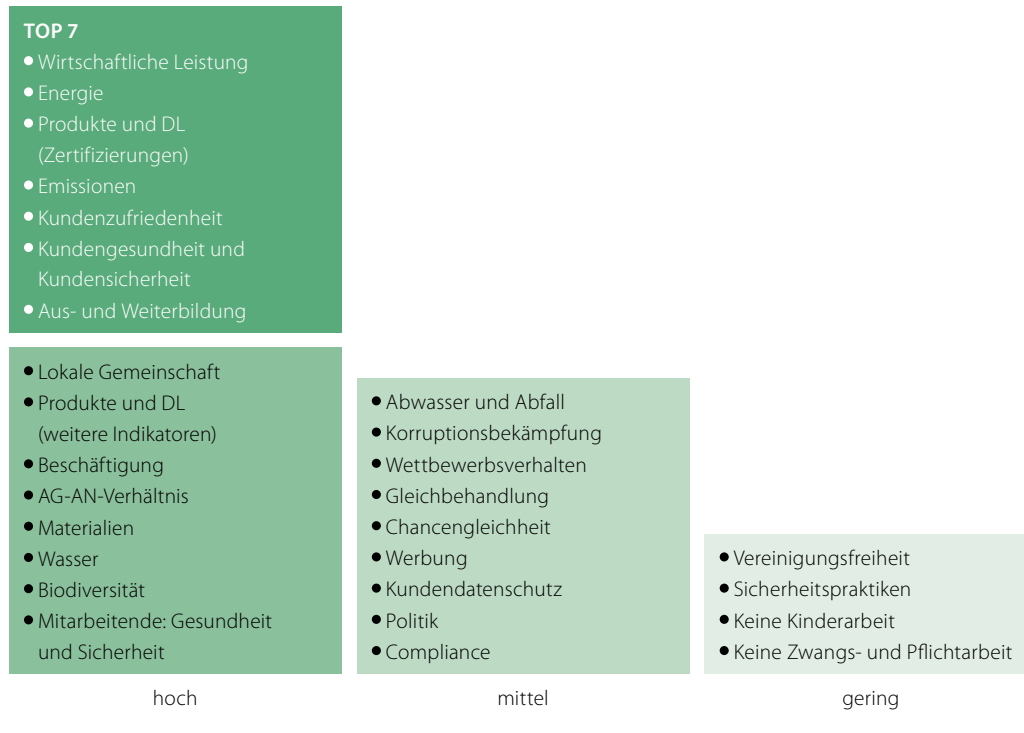 TOP 7
• Wirtschaftliche Leistung
• Energie
• Produkte und DL
(Zertifizierungen)
• Emissionen
• Kundenzufriedenheit
• Kundengesundheit und
Kundensicherheit
• Aus- und Weiterbildung
• Lokale Gemeinschaft
• Produkte und DL
(weitere Indikatoren)
• Beschäftigung
• AG-AN-Verhältnis
• Materialien
• Wasser
• Biodiversität
• Mitarbeitende: Gesundheit
und Sicherheit
hoch
• Abwasser und Abfall
• Korruptionsbekämpfung
• Wettbewerbsverhalten
• Gleichbehandlung
• Chancengleichheit
• Werbung
• Kundendatenschutz
• Politik
• Compliance
mittel
• Vereinigungsfreiheit
• Sicherheitspraktiken
• Keine Kinderarbeit
• Keine Zwangs- und Pflichtarbeit
gering